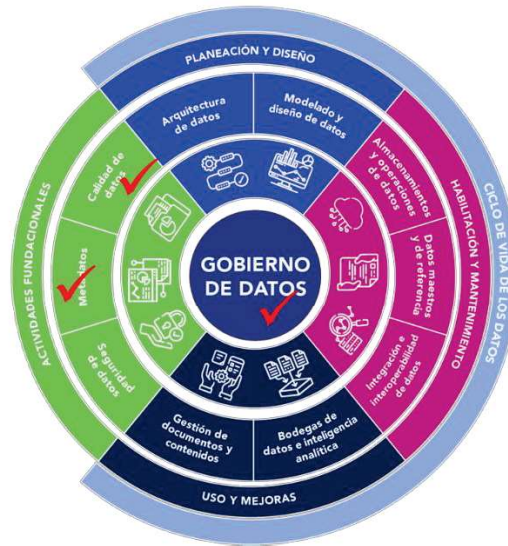 PLANEACIÓN Y DISEÑO
Arquitectura
de datos
Modelado y
diseño de datos
ACTIVIDADES FUNDACIONALES
Calidad de
datos
Metadatos
Seguridad
de datos
GOBIERNO
DE DATOS
Almacenamientos
y operaciones
de datos
Datos maestros
y de referencia
Integración e
interoperabilidad
de datos
HABILITACIÓN Y MANTENIMIENTO
CICLO DE VIDA DE LOS DATOS
Gestión de
documentos y
contenidos
Bodegas de
datos e inteligencia
analítica
USO Y MEJORAS